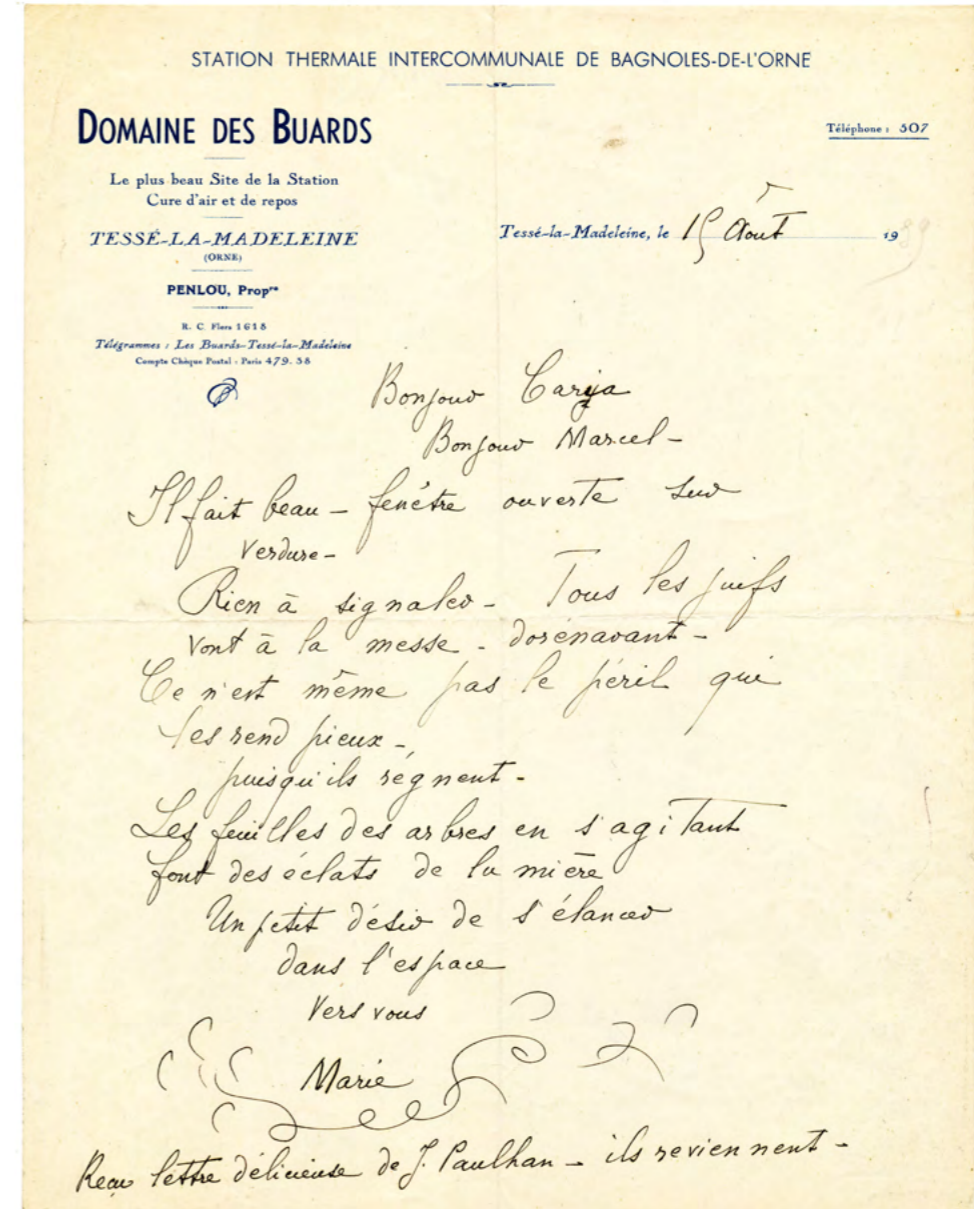 STATION THERMALE INTERCOMMUNALE DE BAGNOLES-DE-L'ORNE
DOMAINE DES BUARDS
Téléphone : 507
Le plus beau Site de la Station
Cure d'air et de repos
TESSÉ-LA-MADELEINE
(ORNE)
Tessé-la-Madeleine, le 15 Août 1939
PENLOU, Propre
R. C. Flers 1618
Télégrammes : Les Buards-Tessé-la-Madeleine
Compte Chèque Postal - Paris 479.38
Bonjour Caryа
Bonjour Marcel -
Il fait beau - fenêtre ouverte sur
verdure -
Rien à signaler - Tous les juifs
vont à la messe - dorénavant -
Ce n'est même pas le péril qui
les rend pieux -
puisqu'ils règnent -
Les feuilles des arbres en s'agitant
font des éclats de lumière
Un petit désir de s'élancer
dans l'espace
vers vous
Marie
Reçu lettre délicieuse de J. Paulhan - ils reviennent -